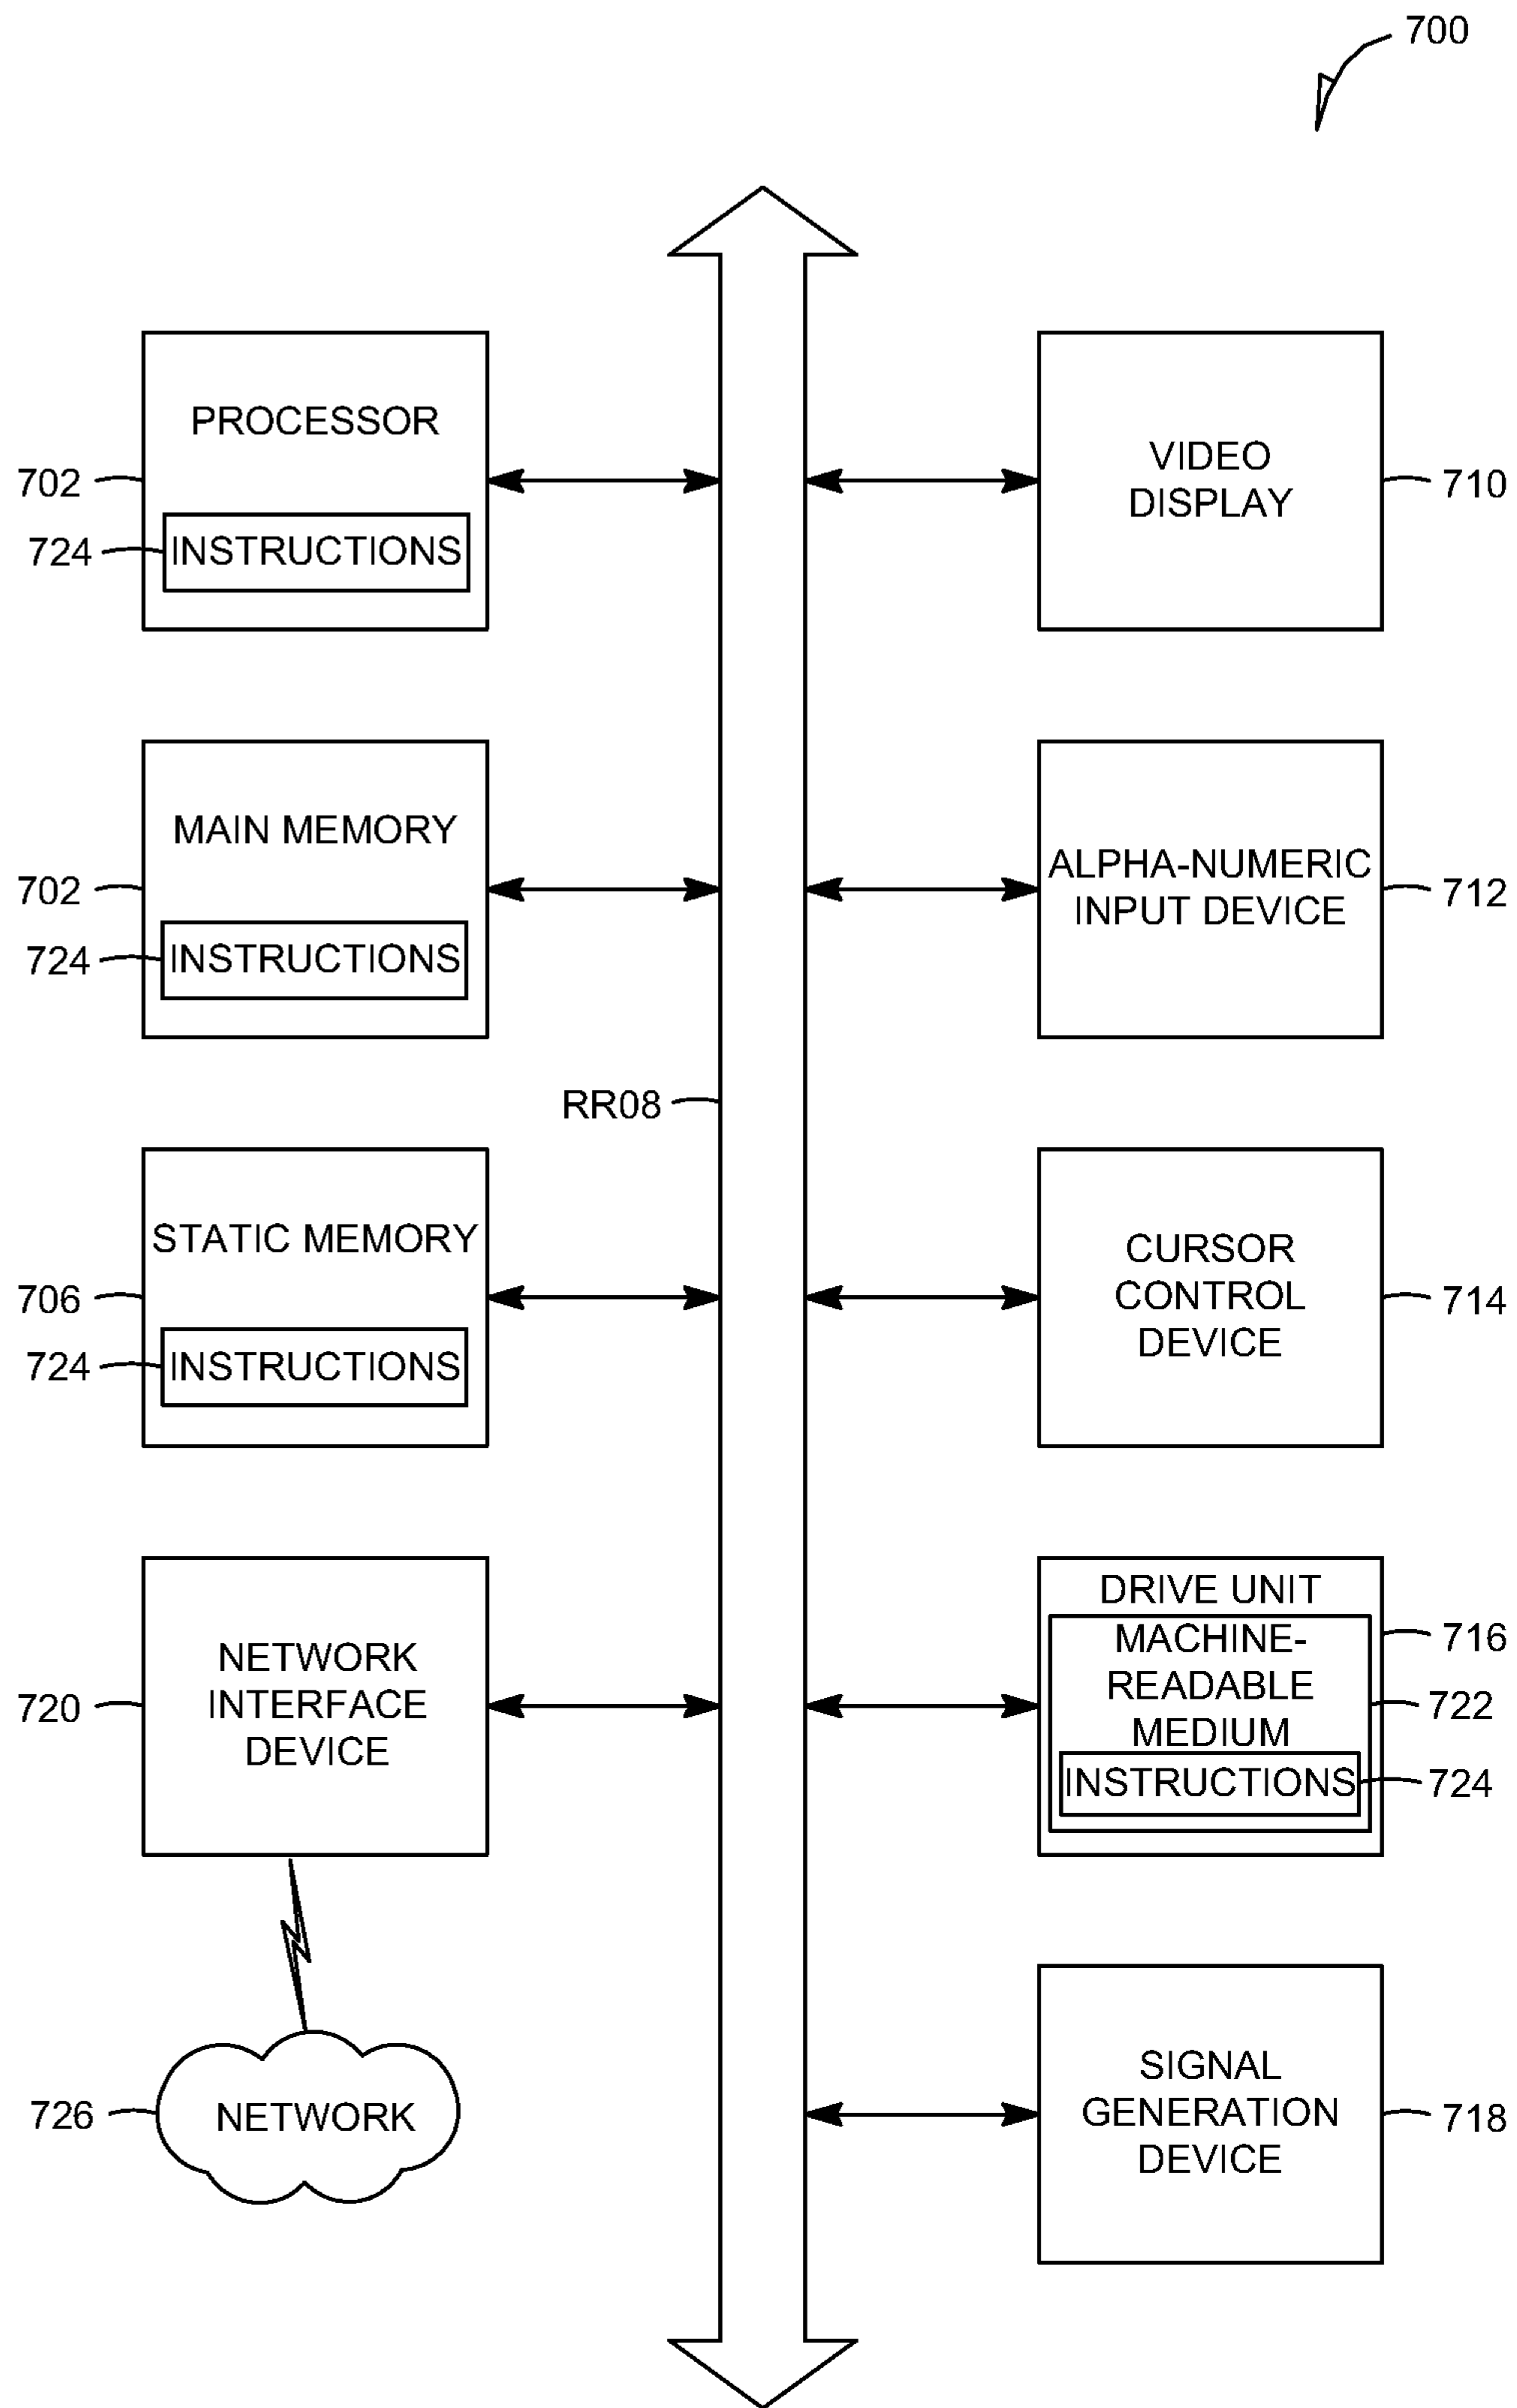 700
PROCESSOR
702
724
INSTRUCTIONS
VIDEO
DISPLAY
710
MAIN MEMORY
702
724
INSTRUCTIONS
ALPHA-NUMERIC
INPUT DEVICE
712
RR08
STATIC MEMORY
706
724
INSTRUCTIONS
CURSOR
CONTROL
DEVICE
714
NETWORK
INTERFACE
DEVICE
720
DRIVE UNIT
716
MACHINE-
READABLE
MEDIUM
722
INSTRUCTIONS
724
726
NETWORK
SIGNAL
GENERATION
DEVICE
718